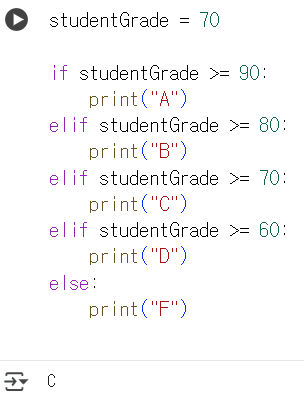 studentGrade = 70

if studentGrade >= 90:
    print("A")
elif studentGrade >= 80:
    print("B")
elif studentGrade >= 70:
    print("C")
elif studentGrade >= 60:
    print("D")
else:
    print("F")

C